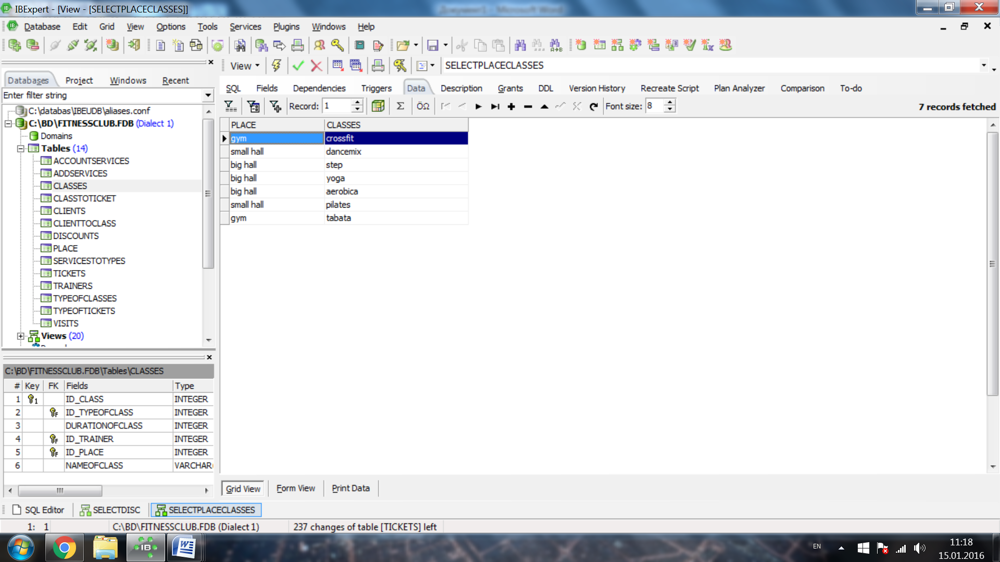 IBExpert - [View - [SELECTPLACECLASSES]]
Database Edit Grid View Options Tools Services Plugins Windows Help
View SELECTPLACECLASSES
Databases Project Windows Recent
Enter filter string
C:\databas\IBEUDB\aliases.conf
C:\BD\FITNESSCLUB.FDB (Dialect 1)
Domains
Tables (14)
ACCOUNTSERVICES
ADDSERVICES
CLASSES
CLASSTOTICKET
CLIENTS
CLIENTTOCLASS
DISCOUNTS
PLACE
SERVICESTOTYPES
TICKETS
TRAINERS
TYPEOFCLASSES
TYPEOFTICKETS
VISITS
Views (20)
C:\BD\FITNESSCLUB.FDB\Tables\CLASSES
# Key FK Fields Type
1 1 ID_CLASS INTEGER
2 F ID_TYPEOFCLASS INTEGER
3 DURATIONOFCLASS INTEGER
4 F ID_TRAINER INTEGER
5 F ID_PLACE INTEGER
6 NAMEOFCLASS VARCHAR(
SQL Fields Dependencies Triggers Data Description Grants DDL Version History Recreate Script Plan Analyzer Comparison To-do
Record: 1 Σ ÖΩ Font size: 8 7 records fetched
PLACE CLASSES
gym crossfit
small hall dancemix
big hall step
big hall yoga
big hall aerobica
small hall pilates
gym tabata
Grid View Form View Print Data
SQL Editor SELECTDISC SELECTPLACECLASSES
1: 1 C:\BD\FITNESSCLUB.FDB (Dialect 1) 237 changes of table [TICKETS] left
IB
EN
11:18
15.01.2016